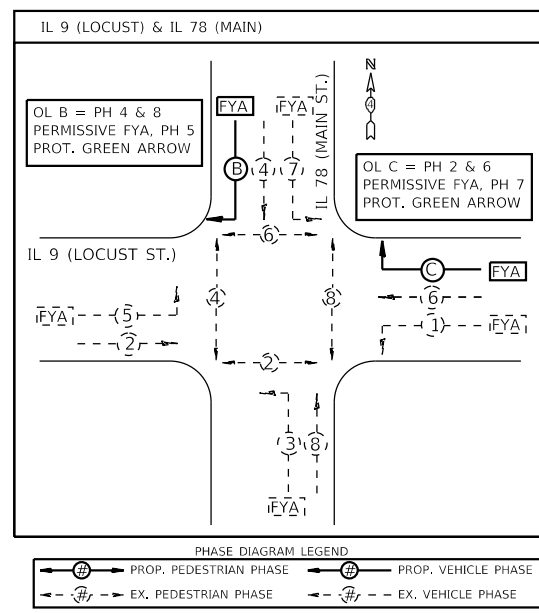 IL 9 (LOCUST) & IL 78 (MAIN)
OL B = PH 4 & 8
PERMISSIVE FYA, PH 5
PROT. GREEN ARROW
FYA
FYA
IL 78 (MAIN ST.)
N
4
OL C = PH 2 & 6
PERMISSIVE FYA, PH 7
PROT. GREEN ARROW
B
4
7
6
IL 9 (LOCUST ST.)
C
FYA
4
8
6
FYA
5
1
FYA
2
2
3
8
FYA
PHASE DIAGRAM LEGEND
# PROP. PEDESTRIAN PHASE
# PROP. VEHICLE PHASE
# EX. PEDESTRIAN PHASE
# EX. VEHICLE PHASE